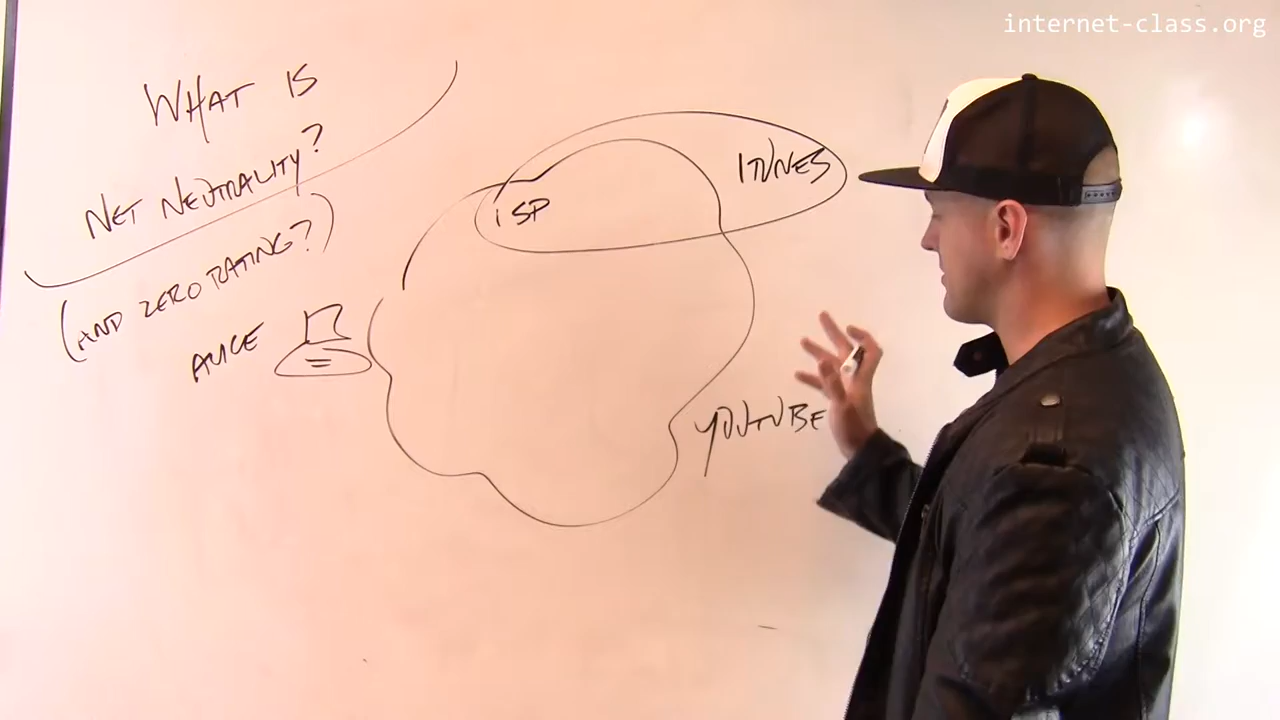 internet-class.org
WHAT IS
NET NEUTRALITY?
(AND ZERO RATING?)
ALICE
ISP
ITUNES
YOUTUBE